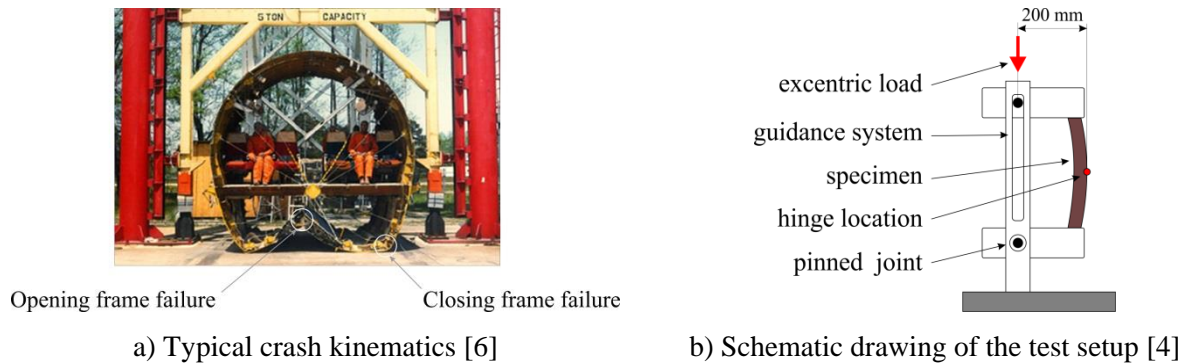 5 TON CAPACITY
Opening frame failure
Closing frame failure
a) Typical crash kinematics [6]
200 mm
excentric load
guidance system
specimen
hinge location
pinned joint
b) Schematic drawing of the test setup [4]